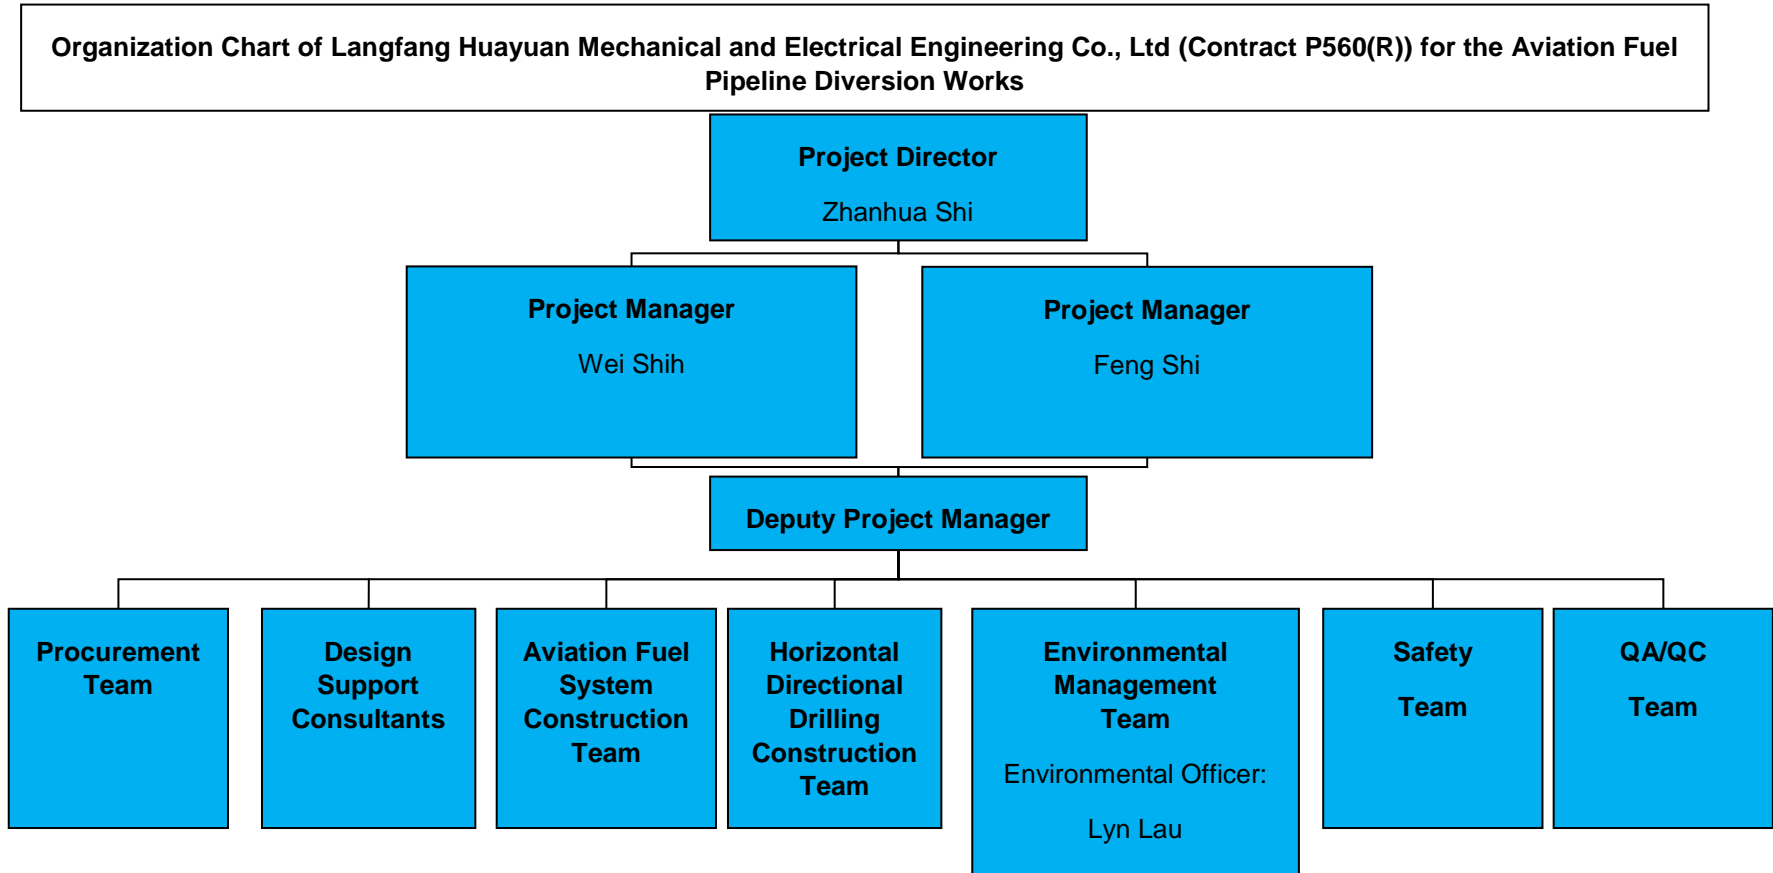 Organization Chart of Langfang Huayuan Mechanical and Electrical Engineering Co., Ltd (Contract P560(R)) for the Aviation Fuel
Pipeline Diversion Works
Project Director
Zhanhua Shi
Project Manager
Wei Shih
Project Manager
Feng Shi
Deputy Project Manager
Procurement
Team
Design
Support
Consultants
Aviation Fuel
System
Construction
Team
Horizontal
Directional
Drilling
Construction
Team
Environmental
Management
Team
Environmental Officer:
Lyn Lau
Safety
Team
QA/QC
Team